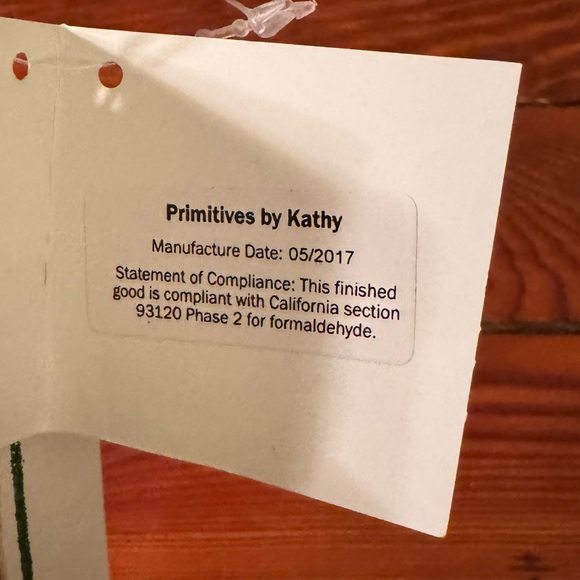 Primitives by Kathy
Manufacture Date: 05/2017
Statement of Compliance: This finished
good is compliant with California section
93120 Phase 2 for formaldehyde.